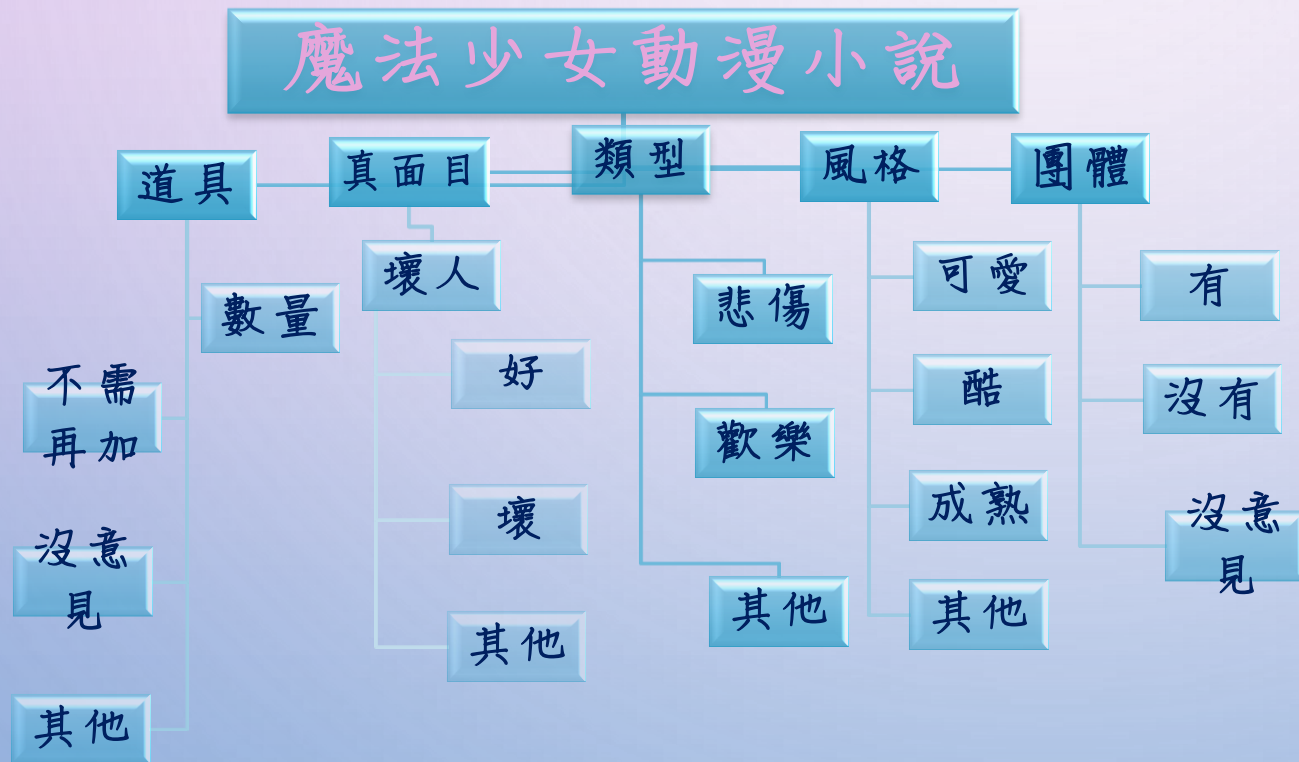 魔法少女動漫小說
道具
真面目
類型
風格
團體
數量
不需
再加
沒意
見
其他
壞人
好
壞
其他
悲傷
歡樂
其他
可愛
酷
成熟
其他
有
沒有
沒意
見